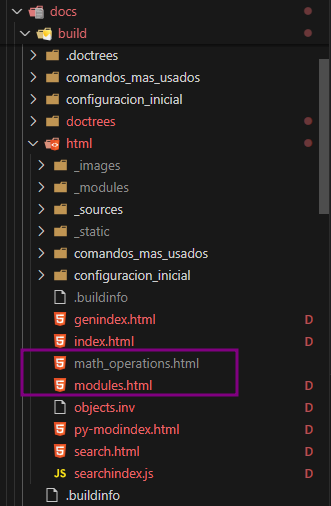 docs
build
.doctrees
comandos_mas_usados
configuracion_inicial
doctrees
html
_images
_modules
_sources
_static
comandos_mas_usados
configuracion_inicial
.buildinfo
genindex.html D
index.html D
math_operations.html
modules.html D
objects.inv D
py-modindex.html D
search.html D
JS searchindex.js D
.buildinfo